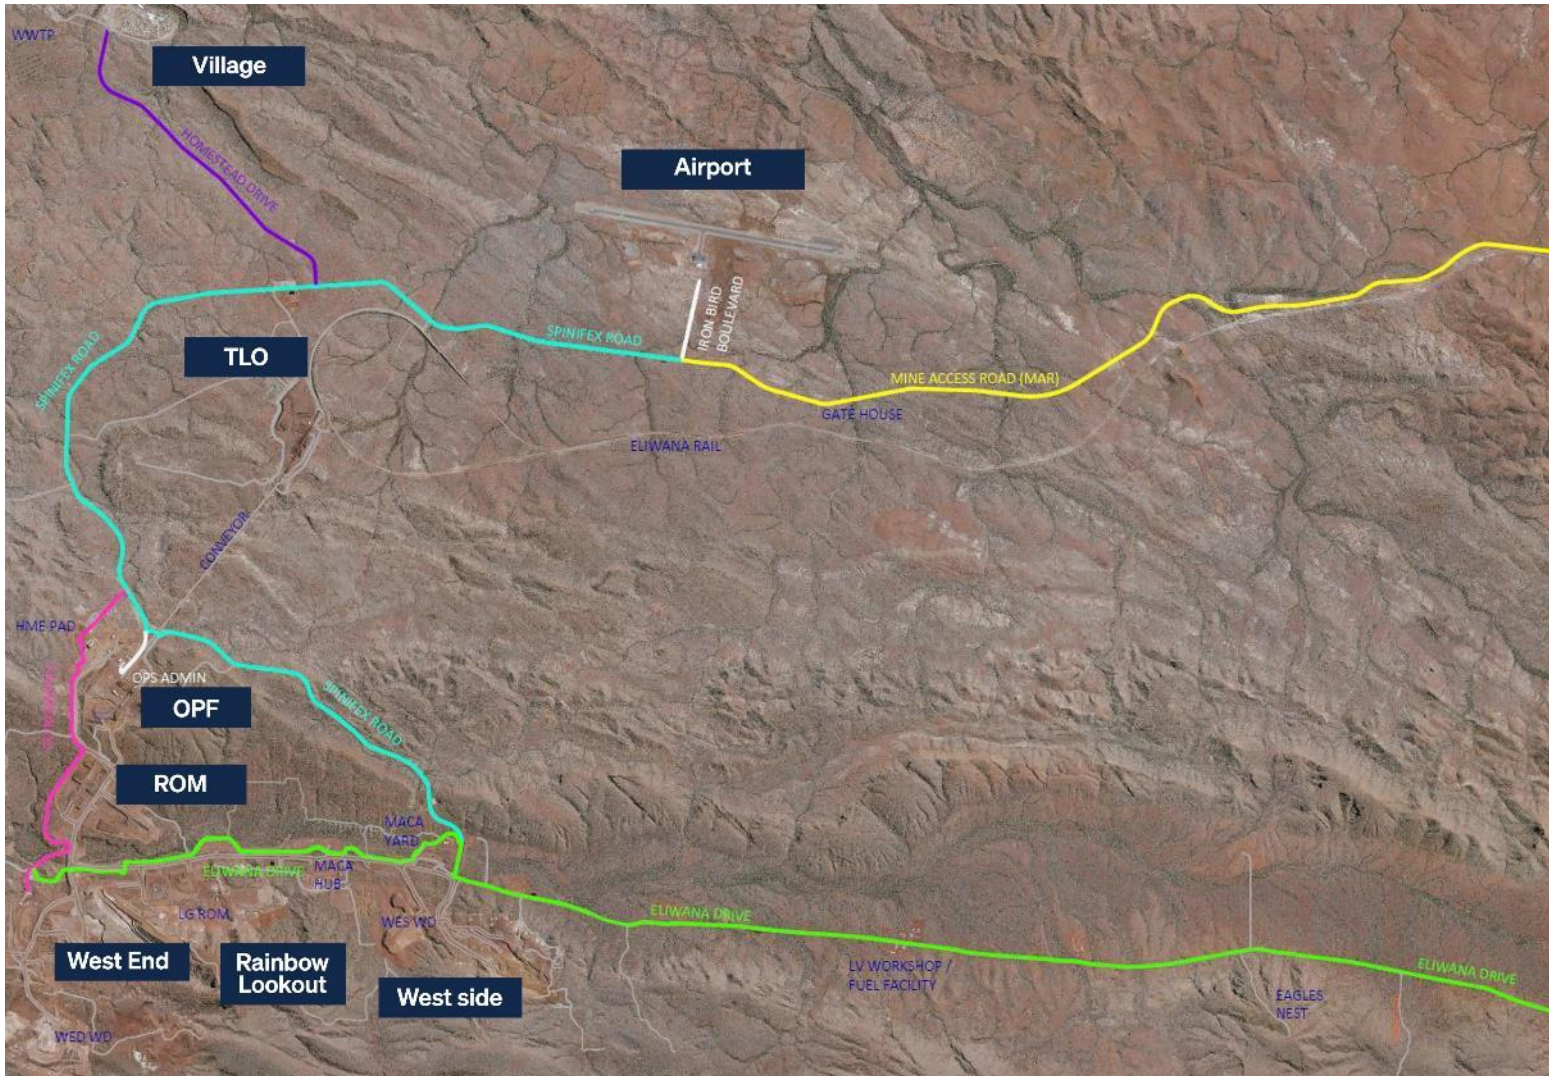 WWTP
Village
HOMESTEAD DRIVE
Airport
IRON BIRD
BOULEVARD
SPINIFEX ROAD
SPINIFEX ROAD
TLO
MINE ACCESS ROAD (MAR)
GATE HOUSE
ELIWANA RAIL
CONVEYOR
HME PAD
OPS ADMIN
OPF
SPINIFEX ROAD
ROM
MACA
YARD
ELIWANA DRIVE
MACA
HUB
LG ROM
WES WD
ELIWANA DRIVE
West End
Rainbow
Lookout
West side
LV WORKSHOP /
FUEL FACILITY
ELIWANA DRIVE
EAGLES
NEST
WED WD